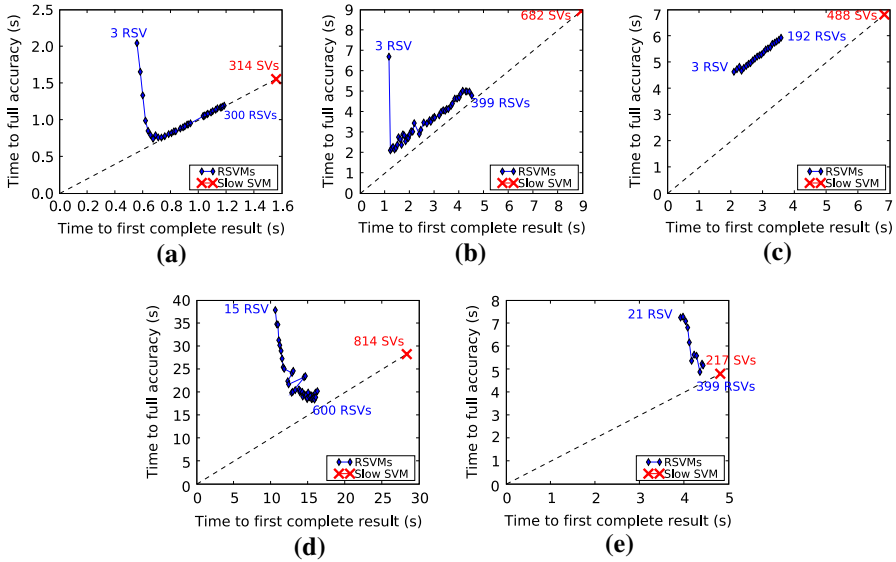 2.5
2.0
1.5
1.0
0.5
0.0
Time to full accuracy (s)
3 RSV
314 SVs
300 RSVs
RSVMs
Slow SVM
0.0 0.2 0.4 0.6 0.8 1.0 1.2 1.4 1.6
Time to first complete result (s)
(a)
9
8
7
6
5
4
3
2
1
0
Time to full accuracy (s)
682 SVs
3 RSV
399 RSVs
RSVMs
Slow SVM
0 1 2 3 4 5 6 7 8 9
Time to first complete result (s)
(b)
7
6
5
4
3
2
1
0
Time to full accuracy (s)
488 SVs
192 RSVs
3 RSV
RSVMs
Slow SVM
0 1 2 3 4 5 6 7
Time to first complete result (s)
(c)
40
35
30
25
20
15
10
5
0
Time to full accuracy (s)
15 RSV
814 SVs
600 RSVs
RSVMs
Slow SVM
0 5 10 15 20 25 30
Time to first complete result (s)
(d)
8
7
6
5
4
3
2
1
0
Time to full accuracy (s)
21 RSV
217 SVs
399 RSVs
RSVMs
Slow SVM
0 1 2 3 4 5
Time to first complete result (s)
(e)